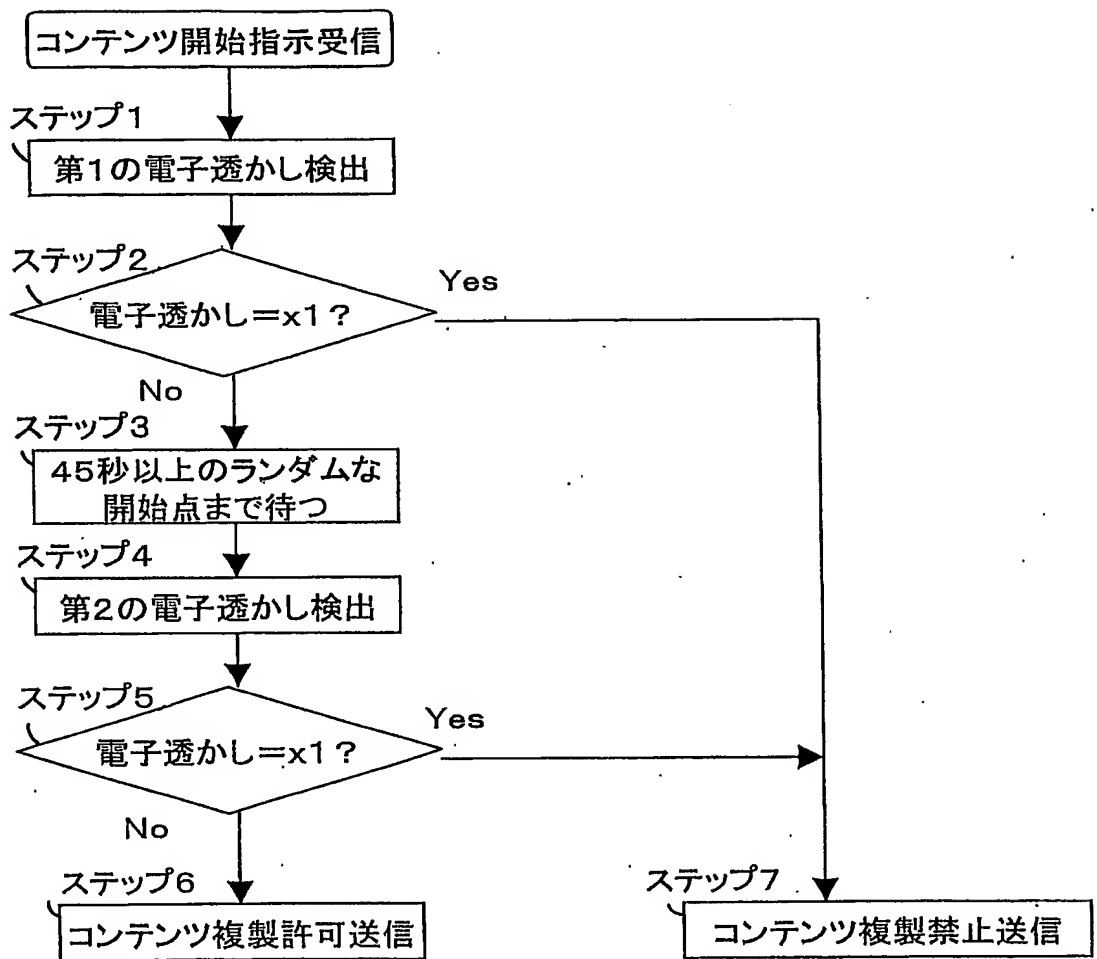 コンテンツ開始指示受信
ステップ1
第1の電子透かし検出
ステップ2
電子透かし=x1?
Yes
No
ステップ3
45秒以上のランダムな
開始点まで待つ
ステップ4
第2の電子透かし検出
ステップ5
電子透かし=x1?
Yes
No
ステップ6
コンテンツ複製許可送信
ステップ7
コンテンツ複製禁止送信